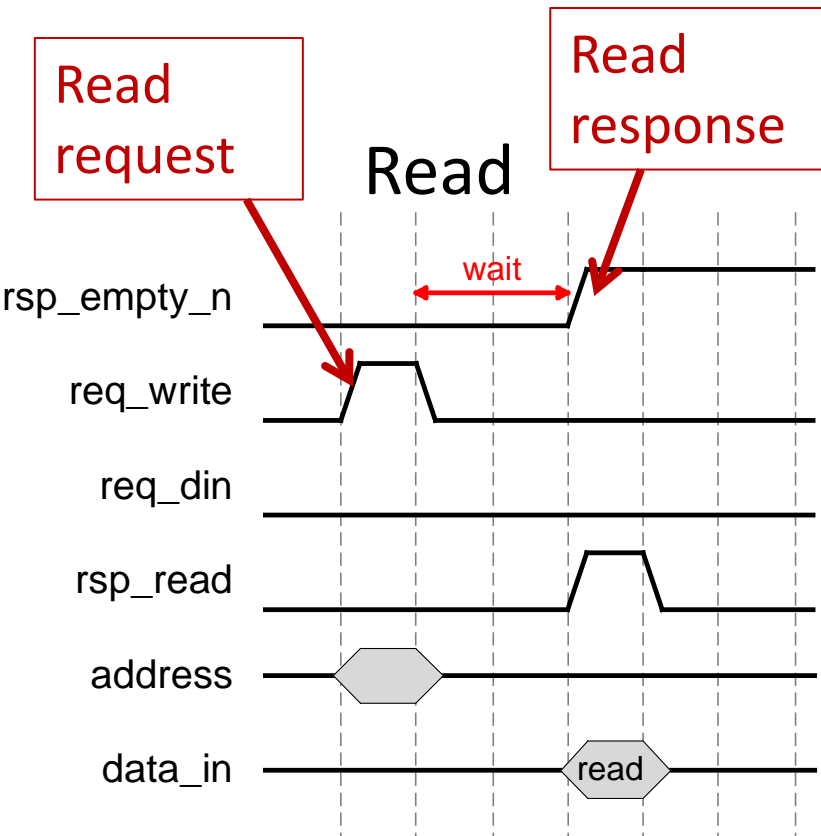 Read
request
Read
response
Read
wait
rsp_empty_n
req_write
req_din
rsp_read
address
data_in
read